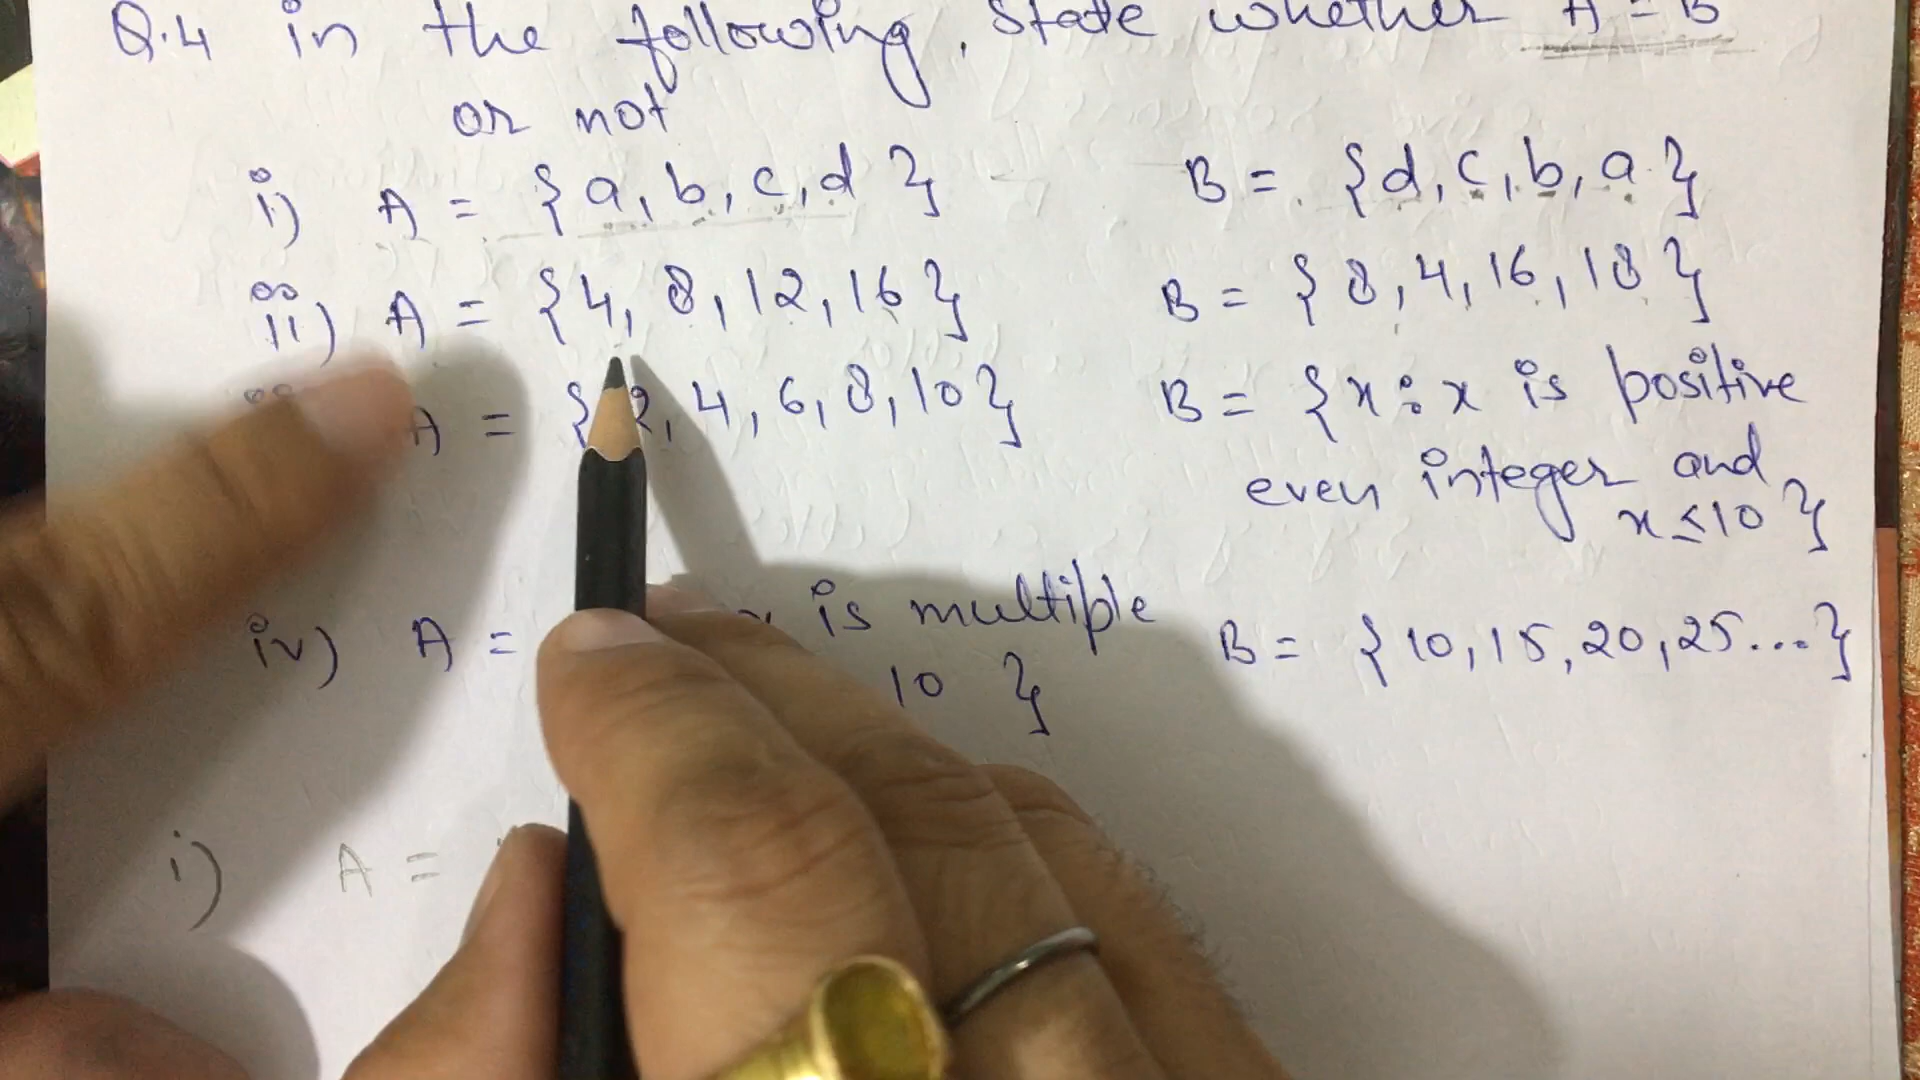 Q.4 in the following, state whether A = B
or not
i) A = {a, b, c, d } B = {d, c, b, a }
ii) A = {4, 8, 12, 16 } B = { 8, 4, 16, 18 }
A = {2, 4, 6, 8, 10} B = {x : x is positive
even integer and
x ≤ 10 }
iv) A = is multiple B = {10, 15, 20, 25 ... }
10 }
i) A =